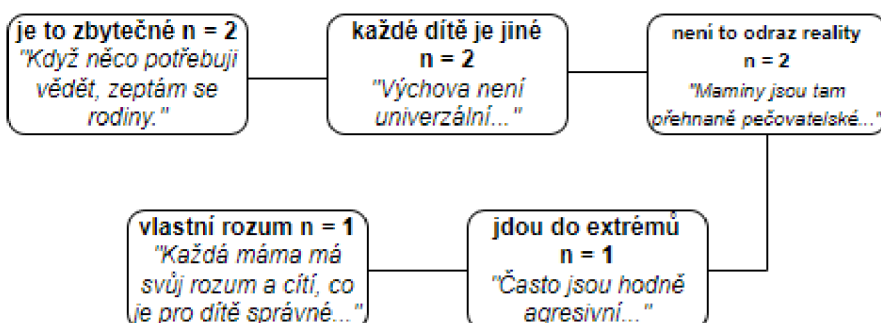 je to zbytečné n = 2
"Když něco potřebuji
vědět, zeptám se
rodiny."
každé dítě je jiné
n = 2
"Výchova není
univerzální..."
není to odraz reality
n = 2
"Maminy jsou tam
přehnaně pečovatelské..."
vlastní rozum n = 1
"Každá máma má
svůj rozum a cítí, co
je pro dítě správné..."
jdou do extrémů
n = 1
"Často jsou hodně
agresivní..."